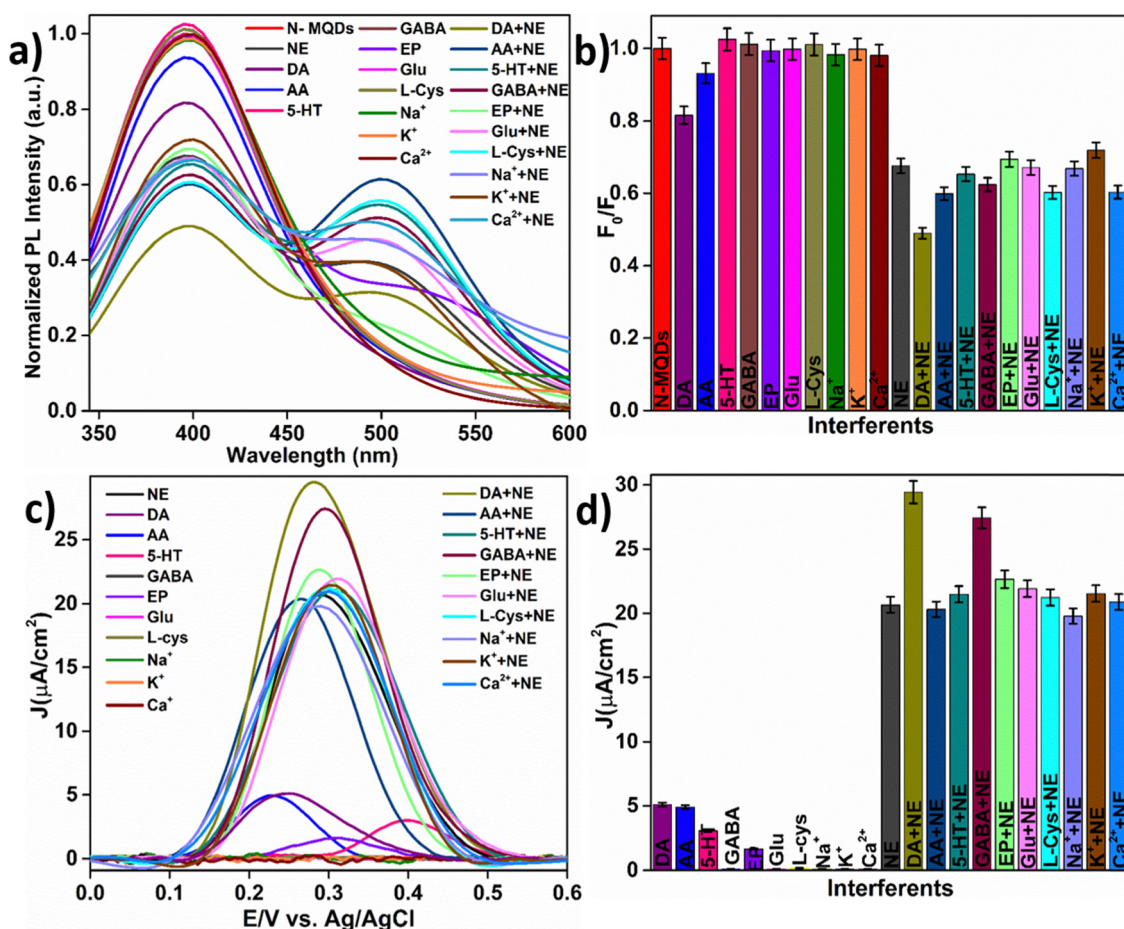 a)
Normalized PL Intensity (a.u.)
1.0
0.8
0.6
0.4
0.2
0.0
350
400
450
500
550
600
Wavelength (nm)
N- MQDs
NE
DA
AA
5-HT
GABA
EP
Glu
L-Cys
Na⁺
K⁺
Ca²⁺
DA+NE
AA+NE
5-HT+NE
GABA+NE
EP+NE
Glu+NE
L-Cys+NE
Na⁺+NE
K⁺+NE
Ca²⁺+NE
b)
F₀/F₀
1.0
0.8
0.6
0.4
0.2
0.0
N-MQDs
DA
AA
5-HT
GABA
EP
Glu
L-Cys
Na⁺
K⁺
Ca²⁺
NE
DA+NE
AA+NE
5-HT+NE
GABA+NE
EP+NE
Glu+NE
L-Cys+NE
Na⁺+NE
K⁺+NE
Ca²⁺+NE
Interferents
c)
J(μA/cm²)
25
20
15
10
5
0
0.0
0.1
0.2
0.3
0.4
0.5
0.6
E/V vs. Ag/AgCl
NE
DA
AA
5-HT
GABA
EP
Glu
L-cys
Na⁺
K⁺
Ca⁺
DA+NE
AA+NE
5-HT+NE
GABA+NE
EP+NE
Glu+NE
L-Cys+NE
Na⁺+NE
K⁺+NE
Ca²⁺+NE
d)
J(μA/cm²)
30
25
20
15
10
5
0
DA
AA
5-HT
GABA
EP
Glu
L-cys
Na⁺
K⁺
Ca²⁺
NE
DA+NE
AA+NE
5-HT+NE
GABA+NE
EP+NE
Glu+NE
L-Cys+NE
Na⁺+NE
K⁺+NE
Ca²⁺+NE
Interferents